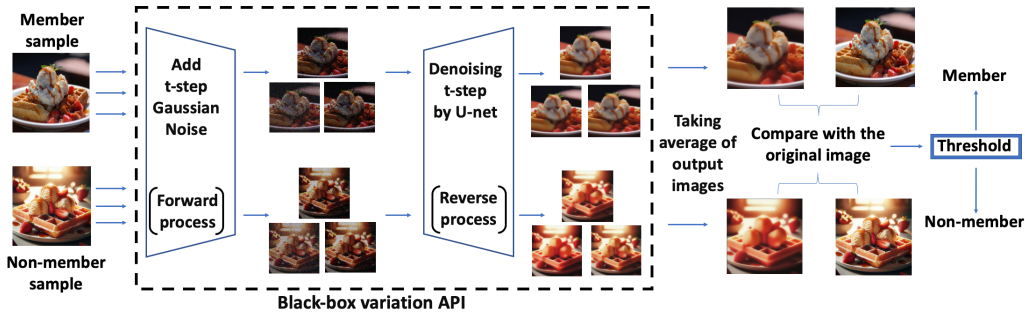 Member
sample
Add
t-step
Gaussian
Noise
(Forward
process)
Denoising
t-step
by U-net
(Reverse
process)
Taking
average of
output
images
Compare with the
original image
Member
Threshold
Non-member
Non-member
sample
Black-box variation API